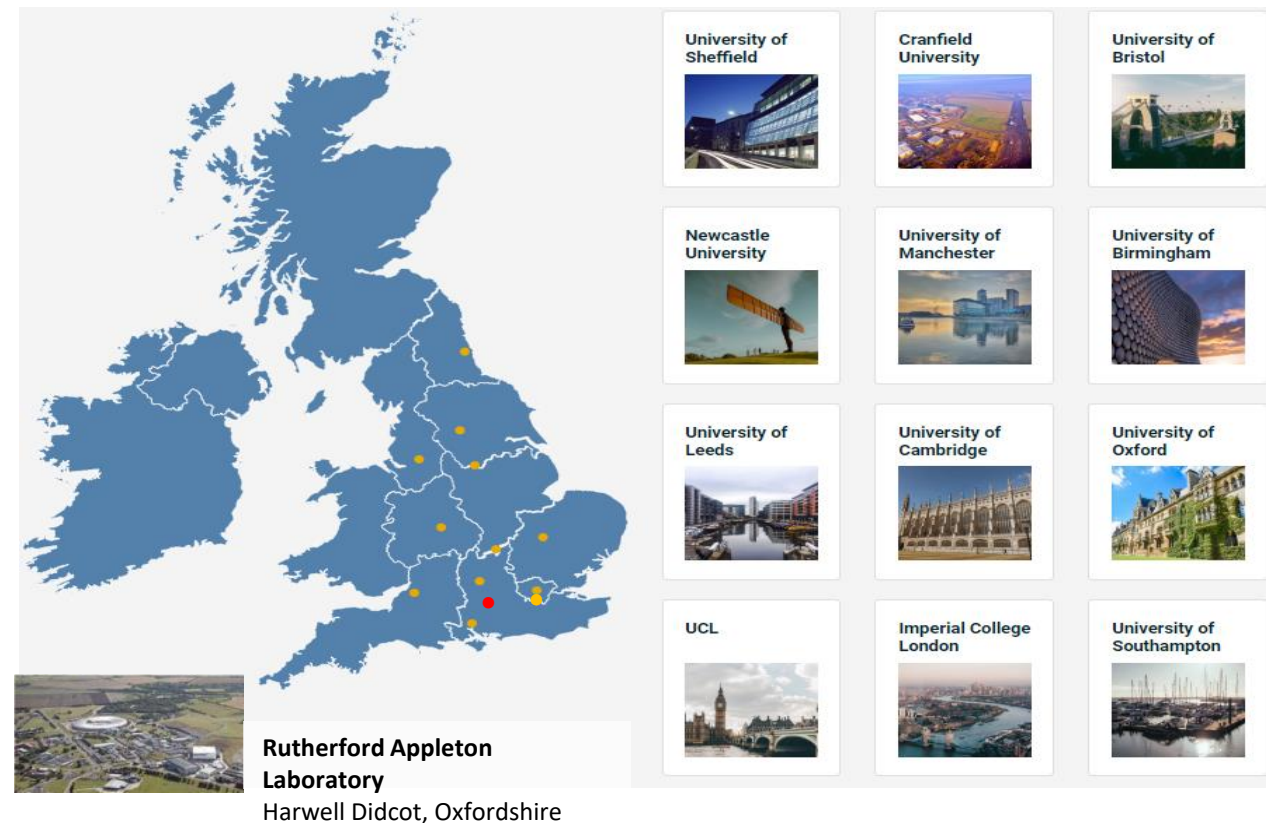 University of
Sheffield
Cranfield
University
University of
Bristol
Newcastle
University
University of
Manchester
University of
Birmingham
University of
Leeds
University of
Cambridge
University of
Oxford
UCL
Imperial College
London
University of
Southampton
Rutherford Appleton
Laboratory
Harwell Didcot, Oxfordshire